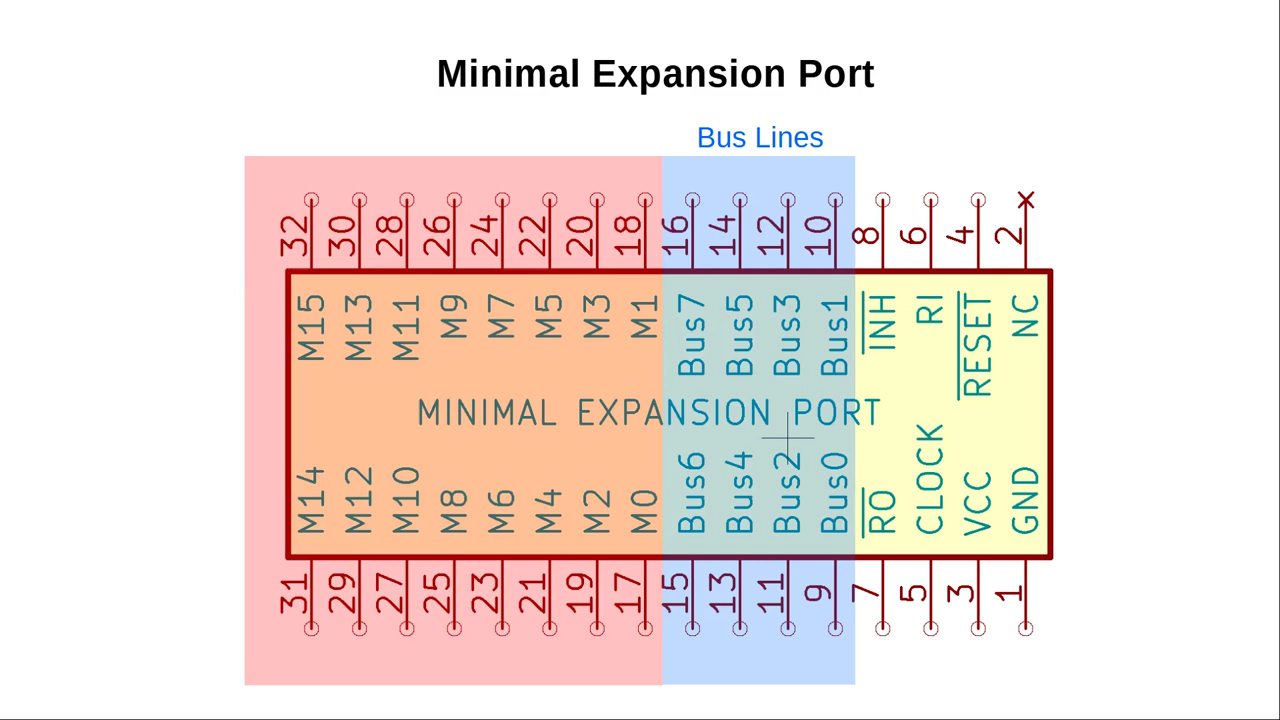 Minimal Expansion Port
Bus Lines
32 30 28 26 24 22 20 18 16 14 12 10 8 6 4 2
M15 M13 M11 M9 M7 M5 M3 M1 Bus7 Bus5 Bus3 Bus1 INH RI RESET NC
MINIMAL EXPANSION PORT
M14 M12 M10 M8 M6 M4 M2 M0 Bus6 Bus4 Bus2 Bus0 RO CLOCK VCC GND
31 29 27 25 23 21 19 17 15 13 11 9 7 5 3 1